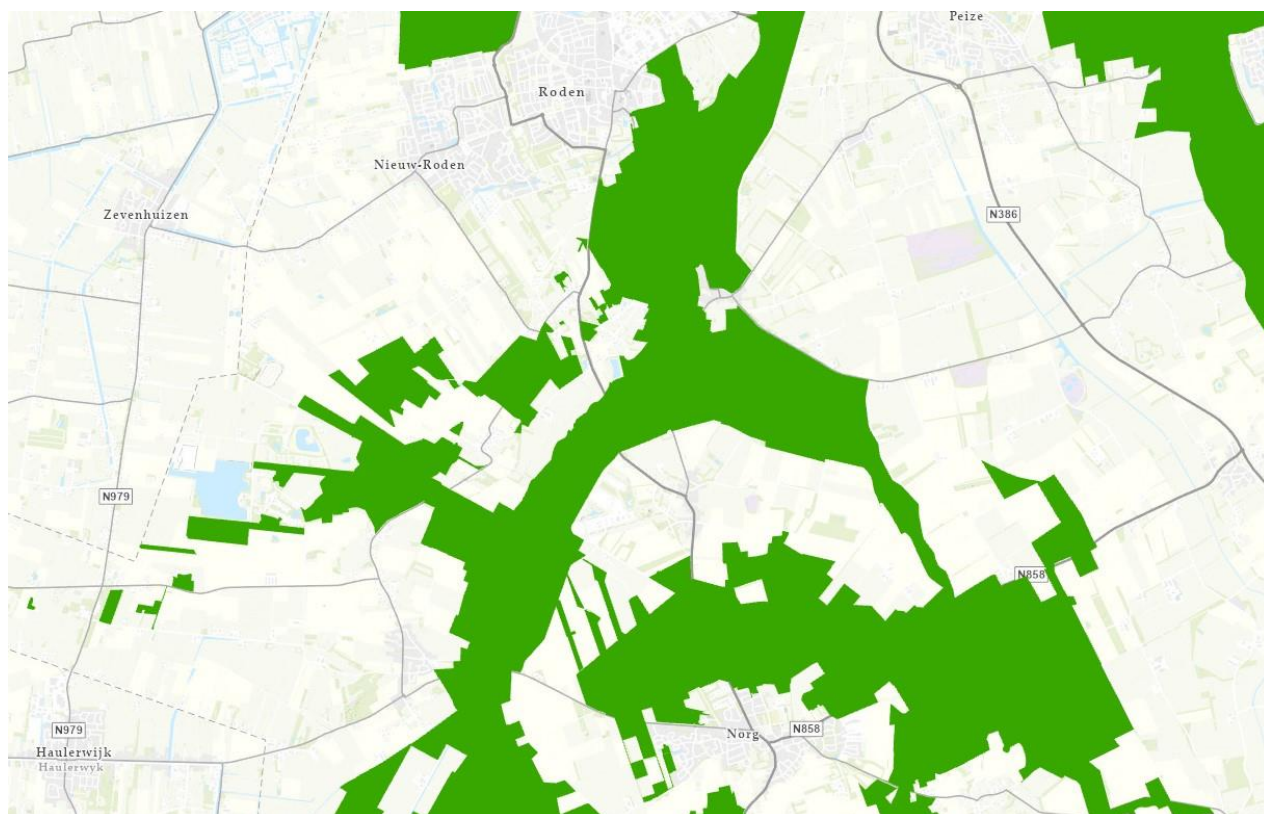 Peize
Roden
Nieuw-Roden
Zevenhuizen
N386
N979
N858
N979
Norg
N858
Haulerwijk
Haulerwyk